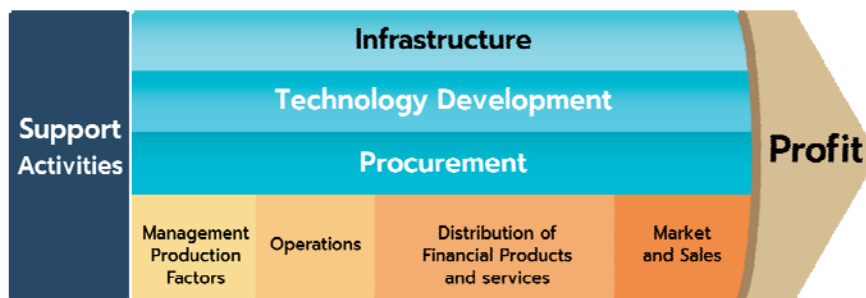 Infrastructure
Technology Development
Procurement
Support
Activities
Profit
Management
Production
Factors
Operations
Distribution of
Financial Products
and services
Market
and Sales